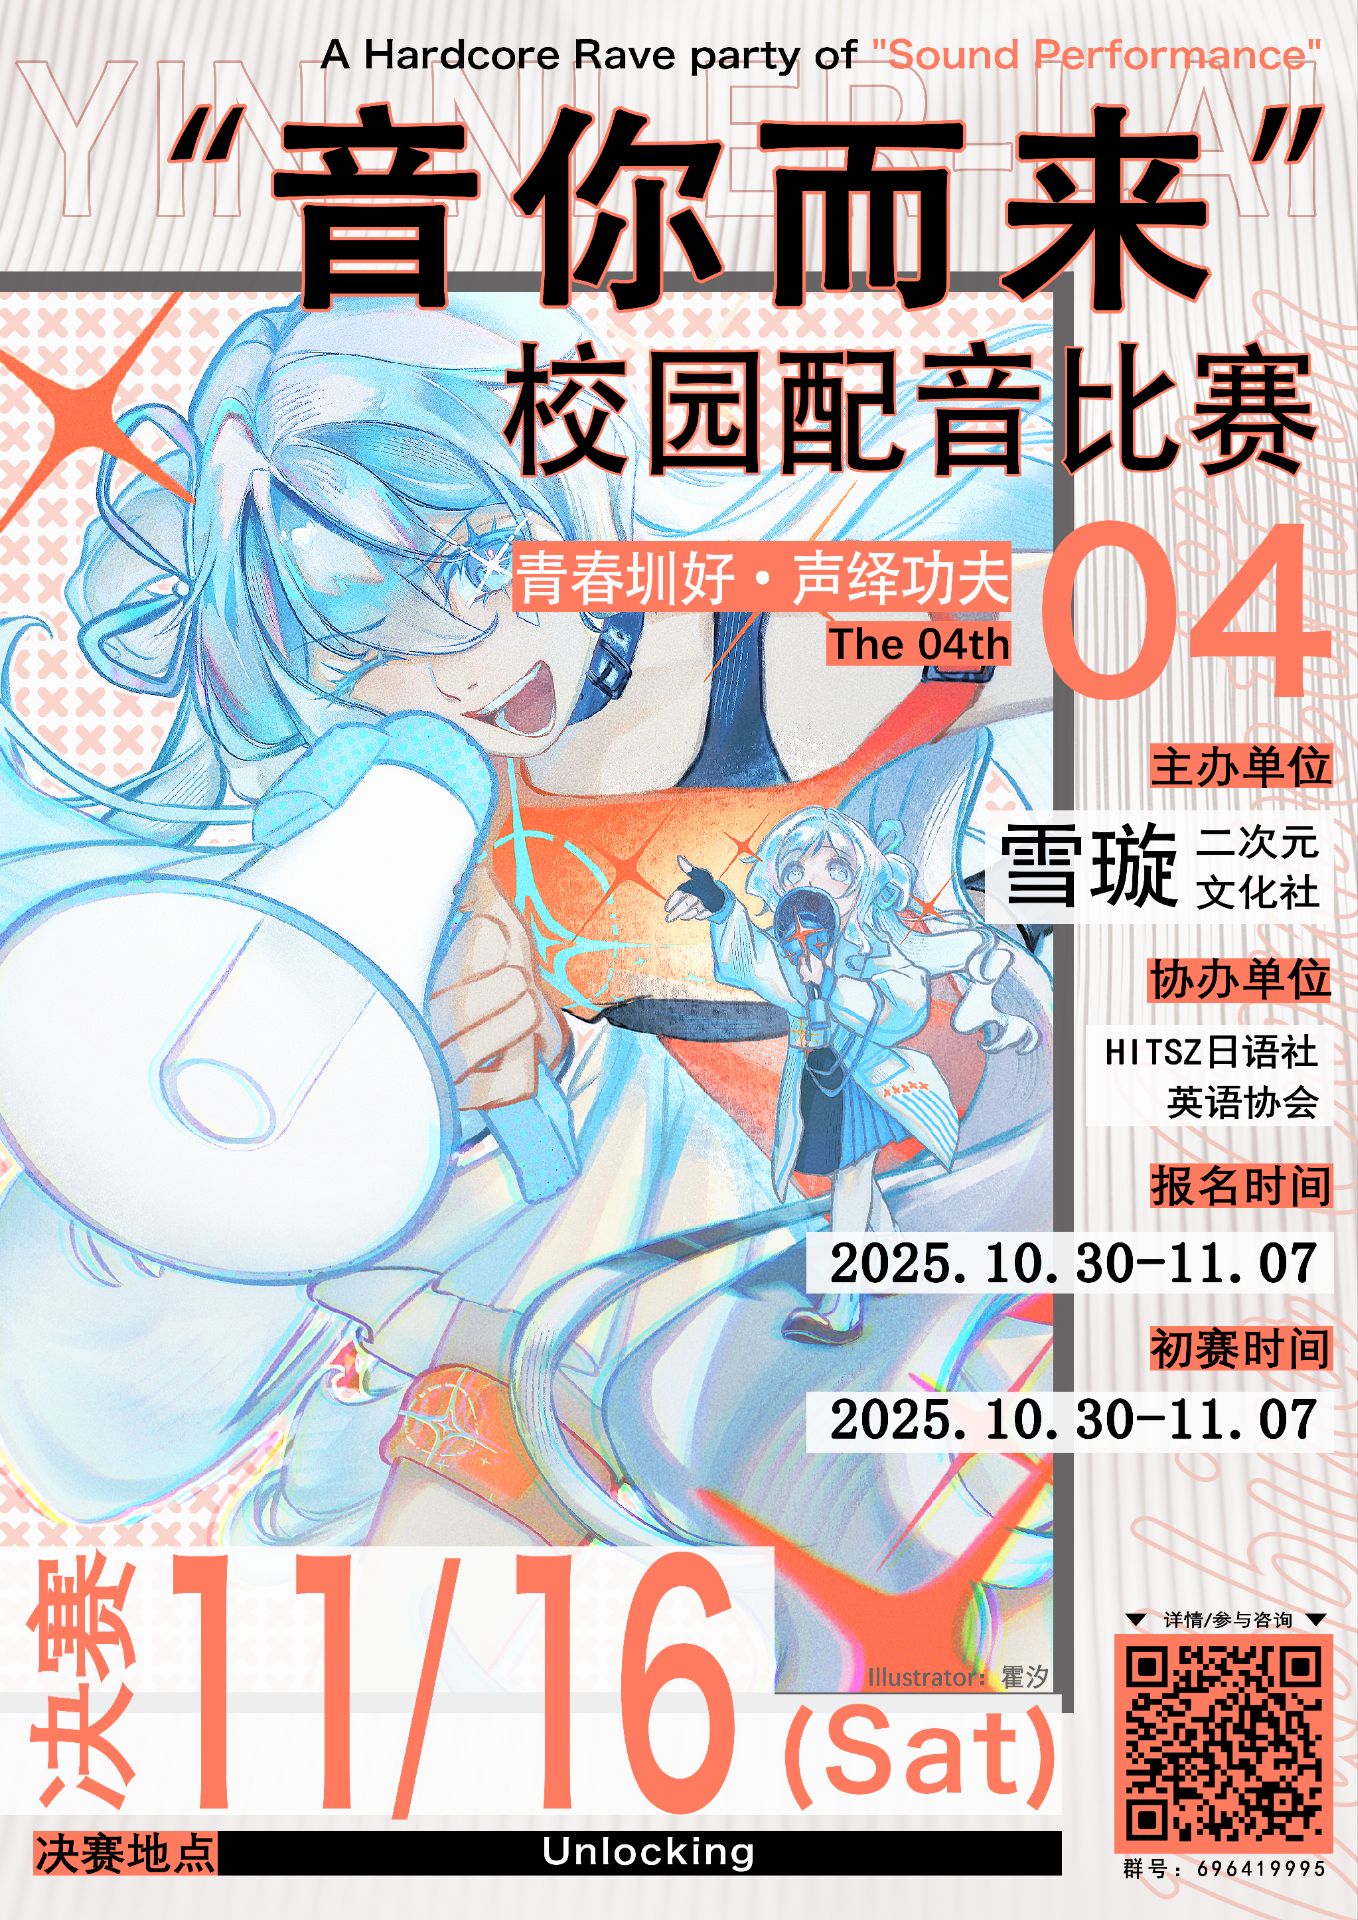 A Hardcore Rave party of "Sound Performance"
YIN NI ER-LAI
“音你而来”
校园配音比赛
04
青春圳好·声绎功夫
The 04th
主办单位
雪璇 二次元
文化社
协办单位
HITSZ日语社
英语协会
报名时间
2025.10.30-11.07
初赛时间
2025.10.30-11.07
决赛 11/16 (Sat)
Illustrator：霍汐
决赛地点 Unlocking
▼ 详情/参与咨询 ▼
群号：696419995